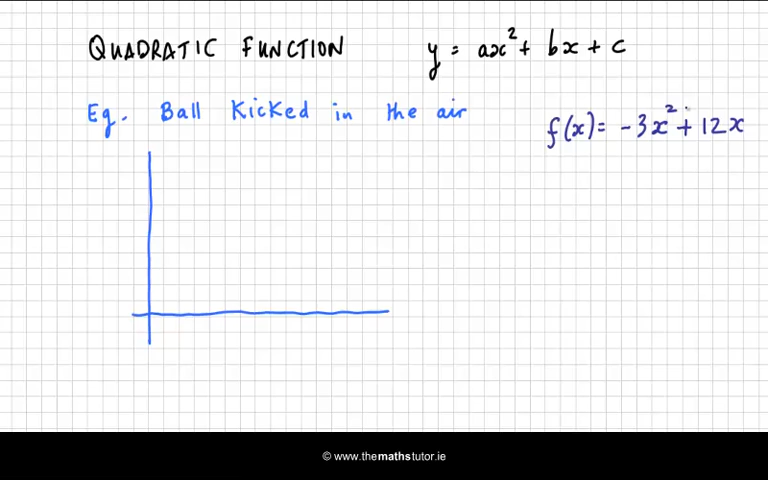 QUADRATIC FUNCTION y = ax² + bx + c
Eg. Ball Kicked in the air
f(x) = -3x² + 12x
© www.themathstutor.ie